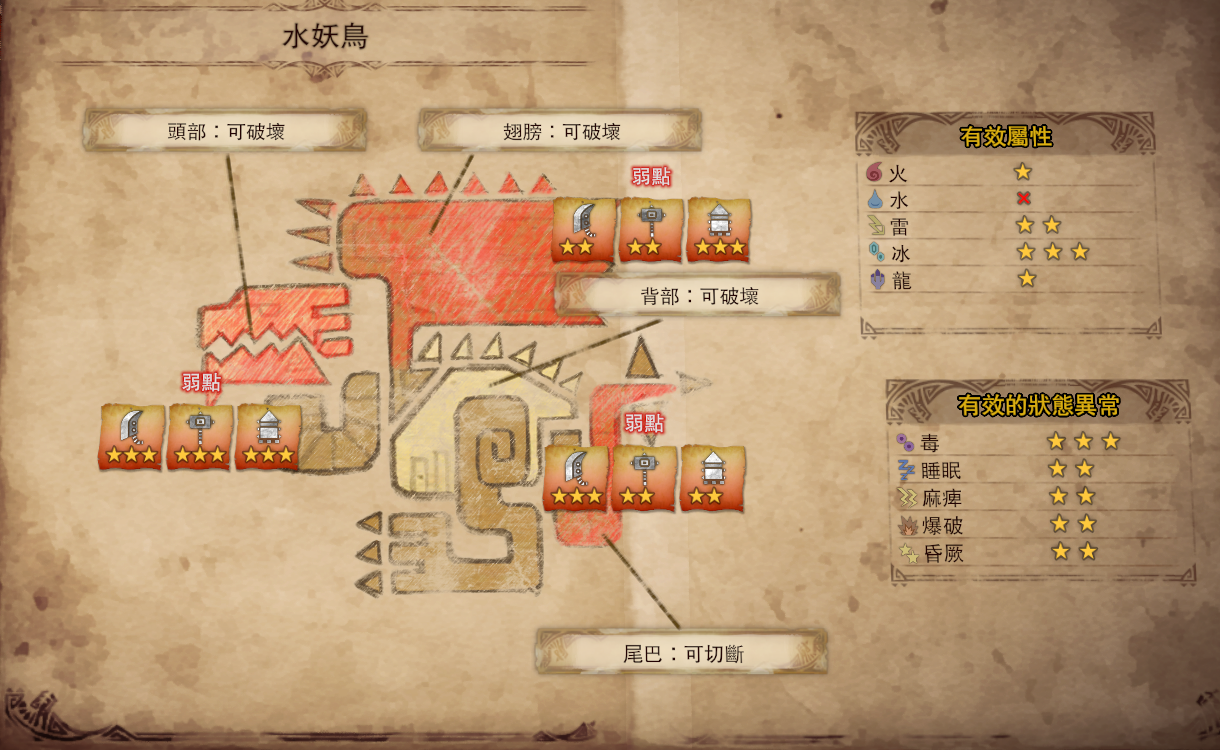 水妖鳥
頭部：可破壞
翅膀：可破壞
弱點
背部：可破壞
弱點
弱點
尾巴：可切斷
有效屬性
火
水
雷
冰
龍
有效的狀態異常
毒
睡眠
麻痺
爆破
昏厥